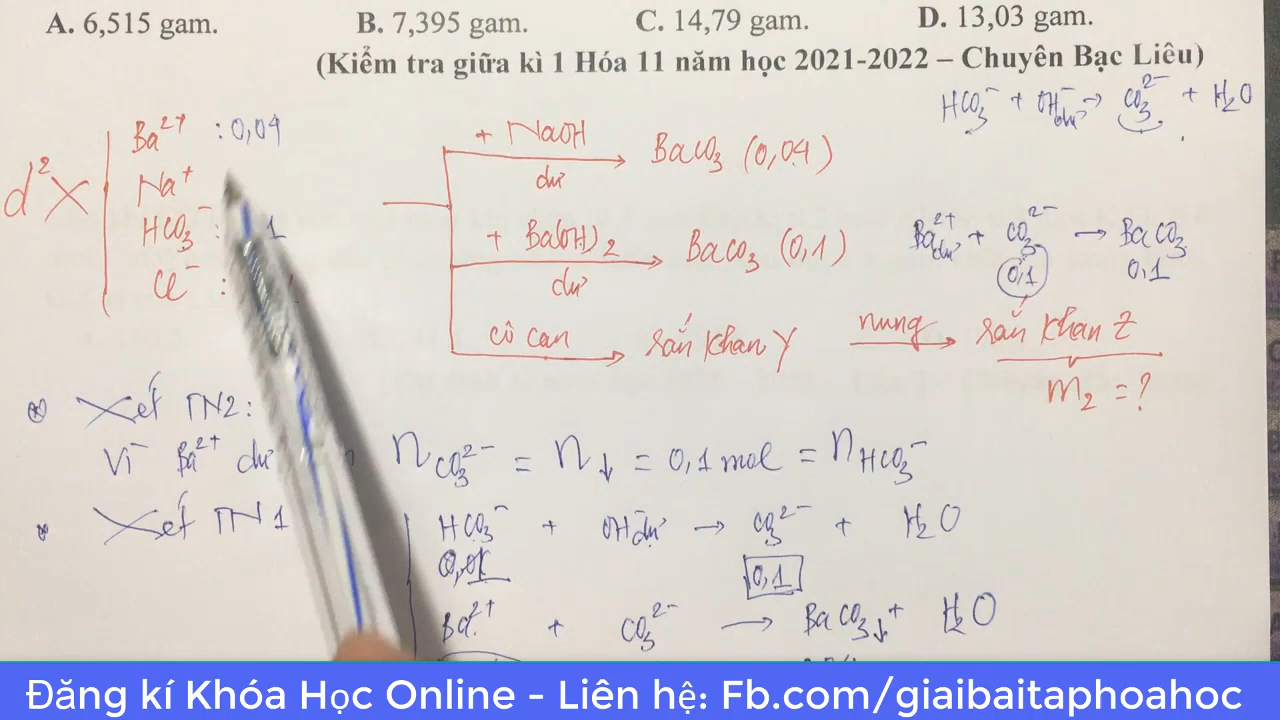 A. 6,515 gam. B. 7,395 gam. C. 14,79 gam. D. 13,03 gam.
(Kiểm tra giữa kì 1 Hóa 11 năm học 2021-2022 – Chuyên Bạc Liêu)
HCO₃⁻ + OH⁻dư → CO₃²⁻ + H₂O
d² X
Ba²⁺ : 0,04
Na⁺
HCO₃⁻ : 1
Cl⁻ :
+ NaOH dư → BaCO₃ (0,04)
+ Ba(OH)₂ dư → BaCO₃ (0,1)
Ba²⁺dư + CO₃²⁻ → BaCO₃
0,1 0,1
cô cạn → rắn khan Y nung → rắn khan Z
m₂ = ?
Xét TN2:
Vì Ba²⁺ dư n CO₃²⁻ = n↓ = 0,1 mol = n HCO₃⁻
Xét TN1
HCO₃⁻ + OH⁻dư → CO₃²⁻ + H₂O
0,1
Ba²⁺ + CO₃²⁻ → BaCO₃↓ + H₂O
Đăng kí Khóa Học Online - Liên hệ: Fb.com/giaibaitaphoahoc